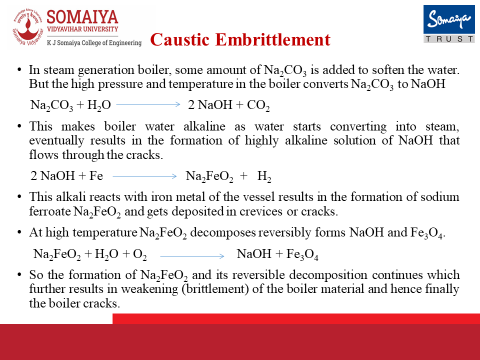 SOMAIYA
VIDYAVIHAR UNIVERSITY
K J Somaiya College of Engineering
Somaiya
TRUST
Caustic Embrittlement
• In steam generation boiler, some amount of Na₂CO₃ is added to soften the water.
But the high pressure and temperature in the boiler converts Na₂CO₃ to NaOH
Na₂CO₃ + H₂O ⟶ 2 NaOH + CO₂
• This makes boiler water alkaline as water starts converting into steam,
eventually results in the formation of highly alkaline solution of NaOH that
flows through the cracks.
2 NaOH + Fe ⟶ Na₂FeO₂ + H₂
• This alkali reacts with iron metal of the vessel results in the formation of sodium
ferroate Na₂FeO₂ and gets deposited in crevices or cracks.
• At high temperature Na₂FeO₂ decomposes reversibly forms NaOH and Fe₃O₄.
Na₂FeO₂ + H₂O + O₂ ⟶ NaOH + Fe₃O₄
• So the formation of Na₂FeO₂ and its reversible decomposition continues which
further results in weakening (brittlement) of the boiler material and hence finally
the boiler cracks.